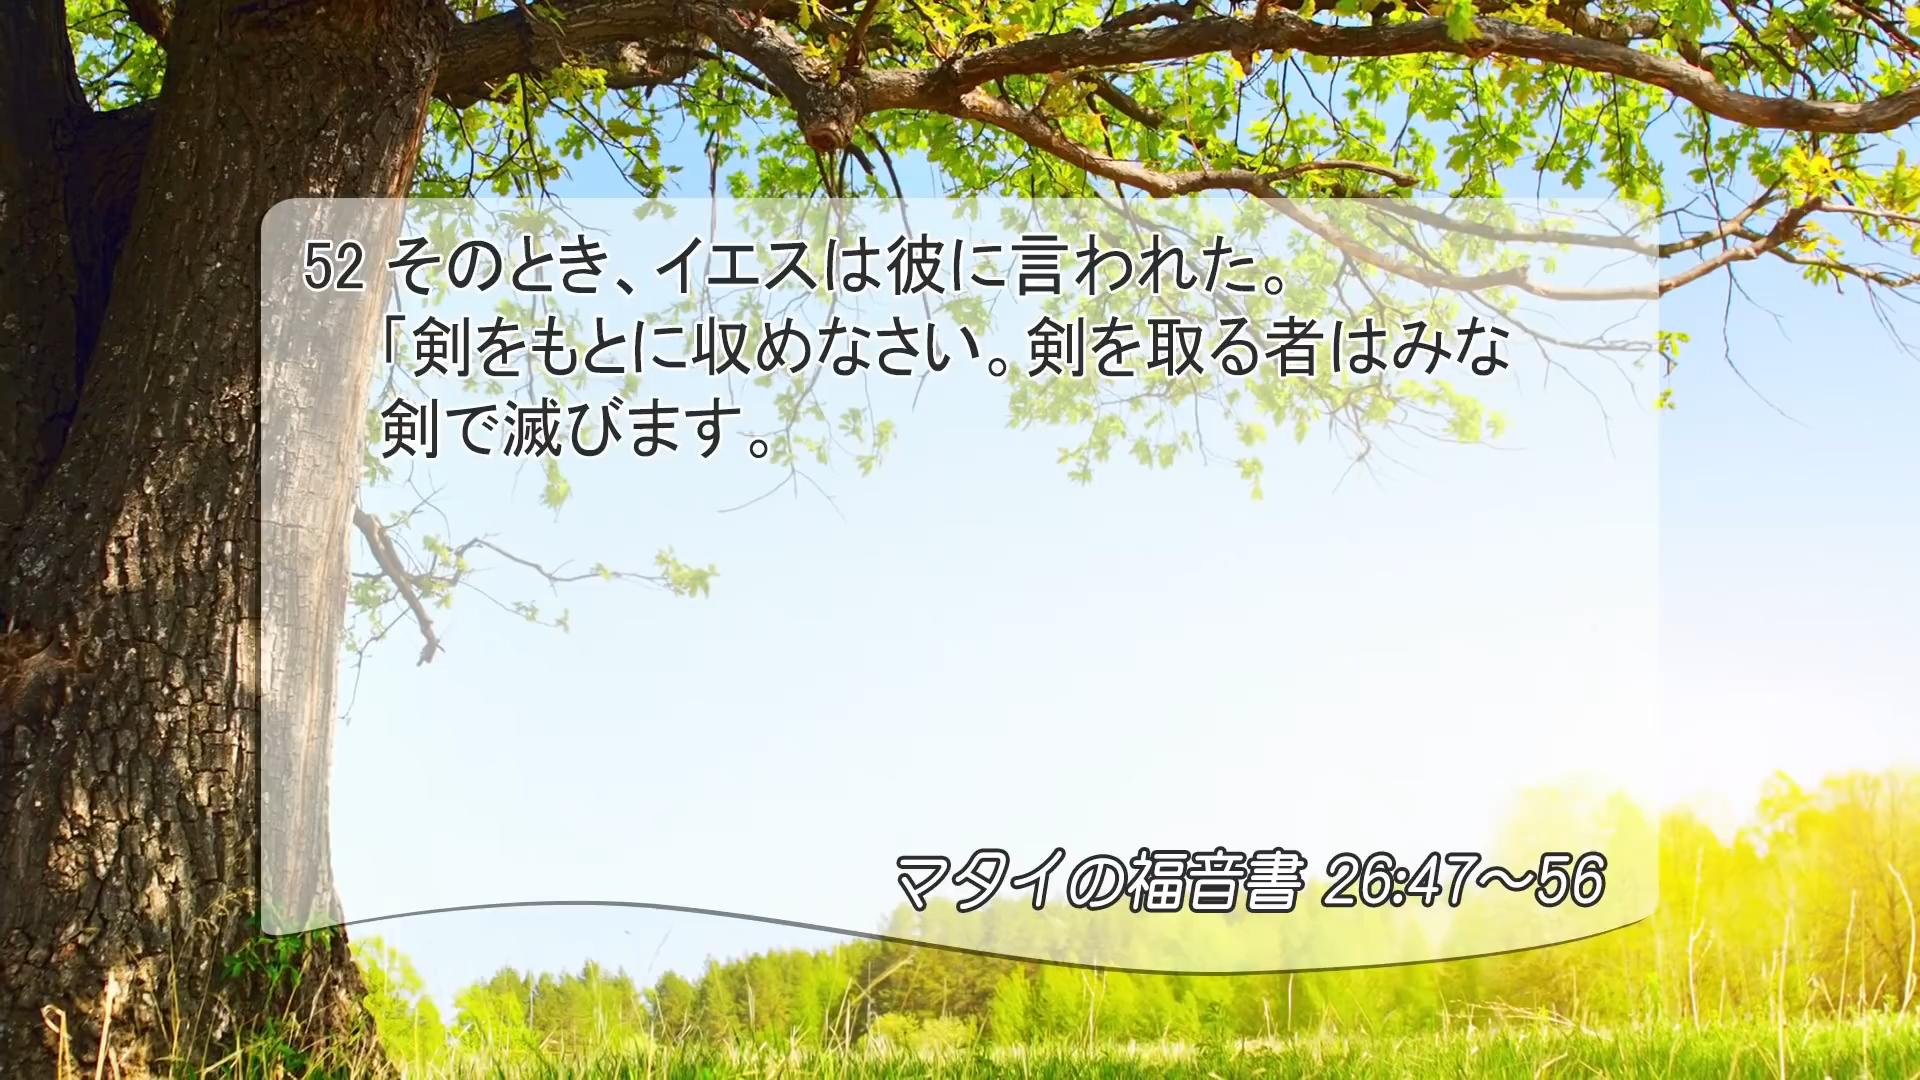 52 そのとき、イエスは彼に言われた。
「剣をもとに収めなさい。剣を取る者はみな
剣で滅びます。
マタイの福音書 26:47～56